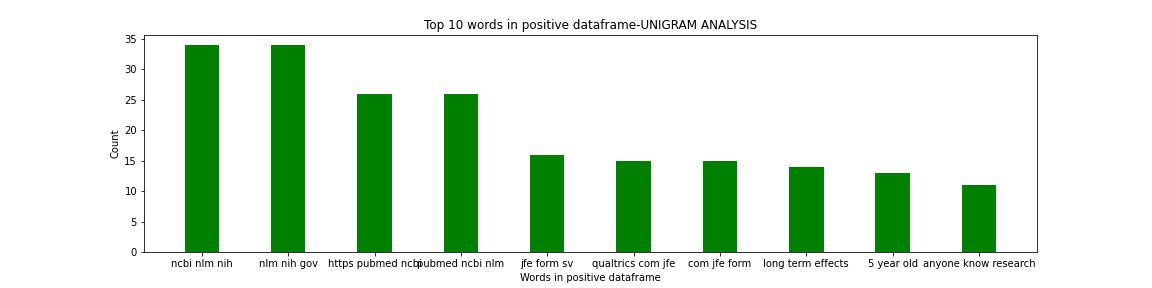 Top 10 words in positive dataframe-UNIGRAM ANALYSIS
Count
35
30
25
20
15
10
5
0
ncbi nlm nih nlm nih gov https pubmed ncbi pubmed ncbi nlm jfe form sv qualtrics com jfe com jfe form long term effects 5 year old anyone know research
Words in positive dataframe